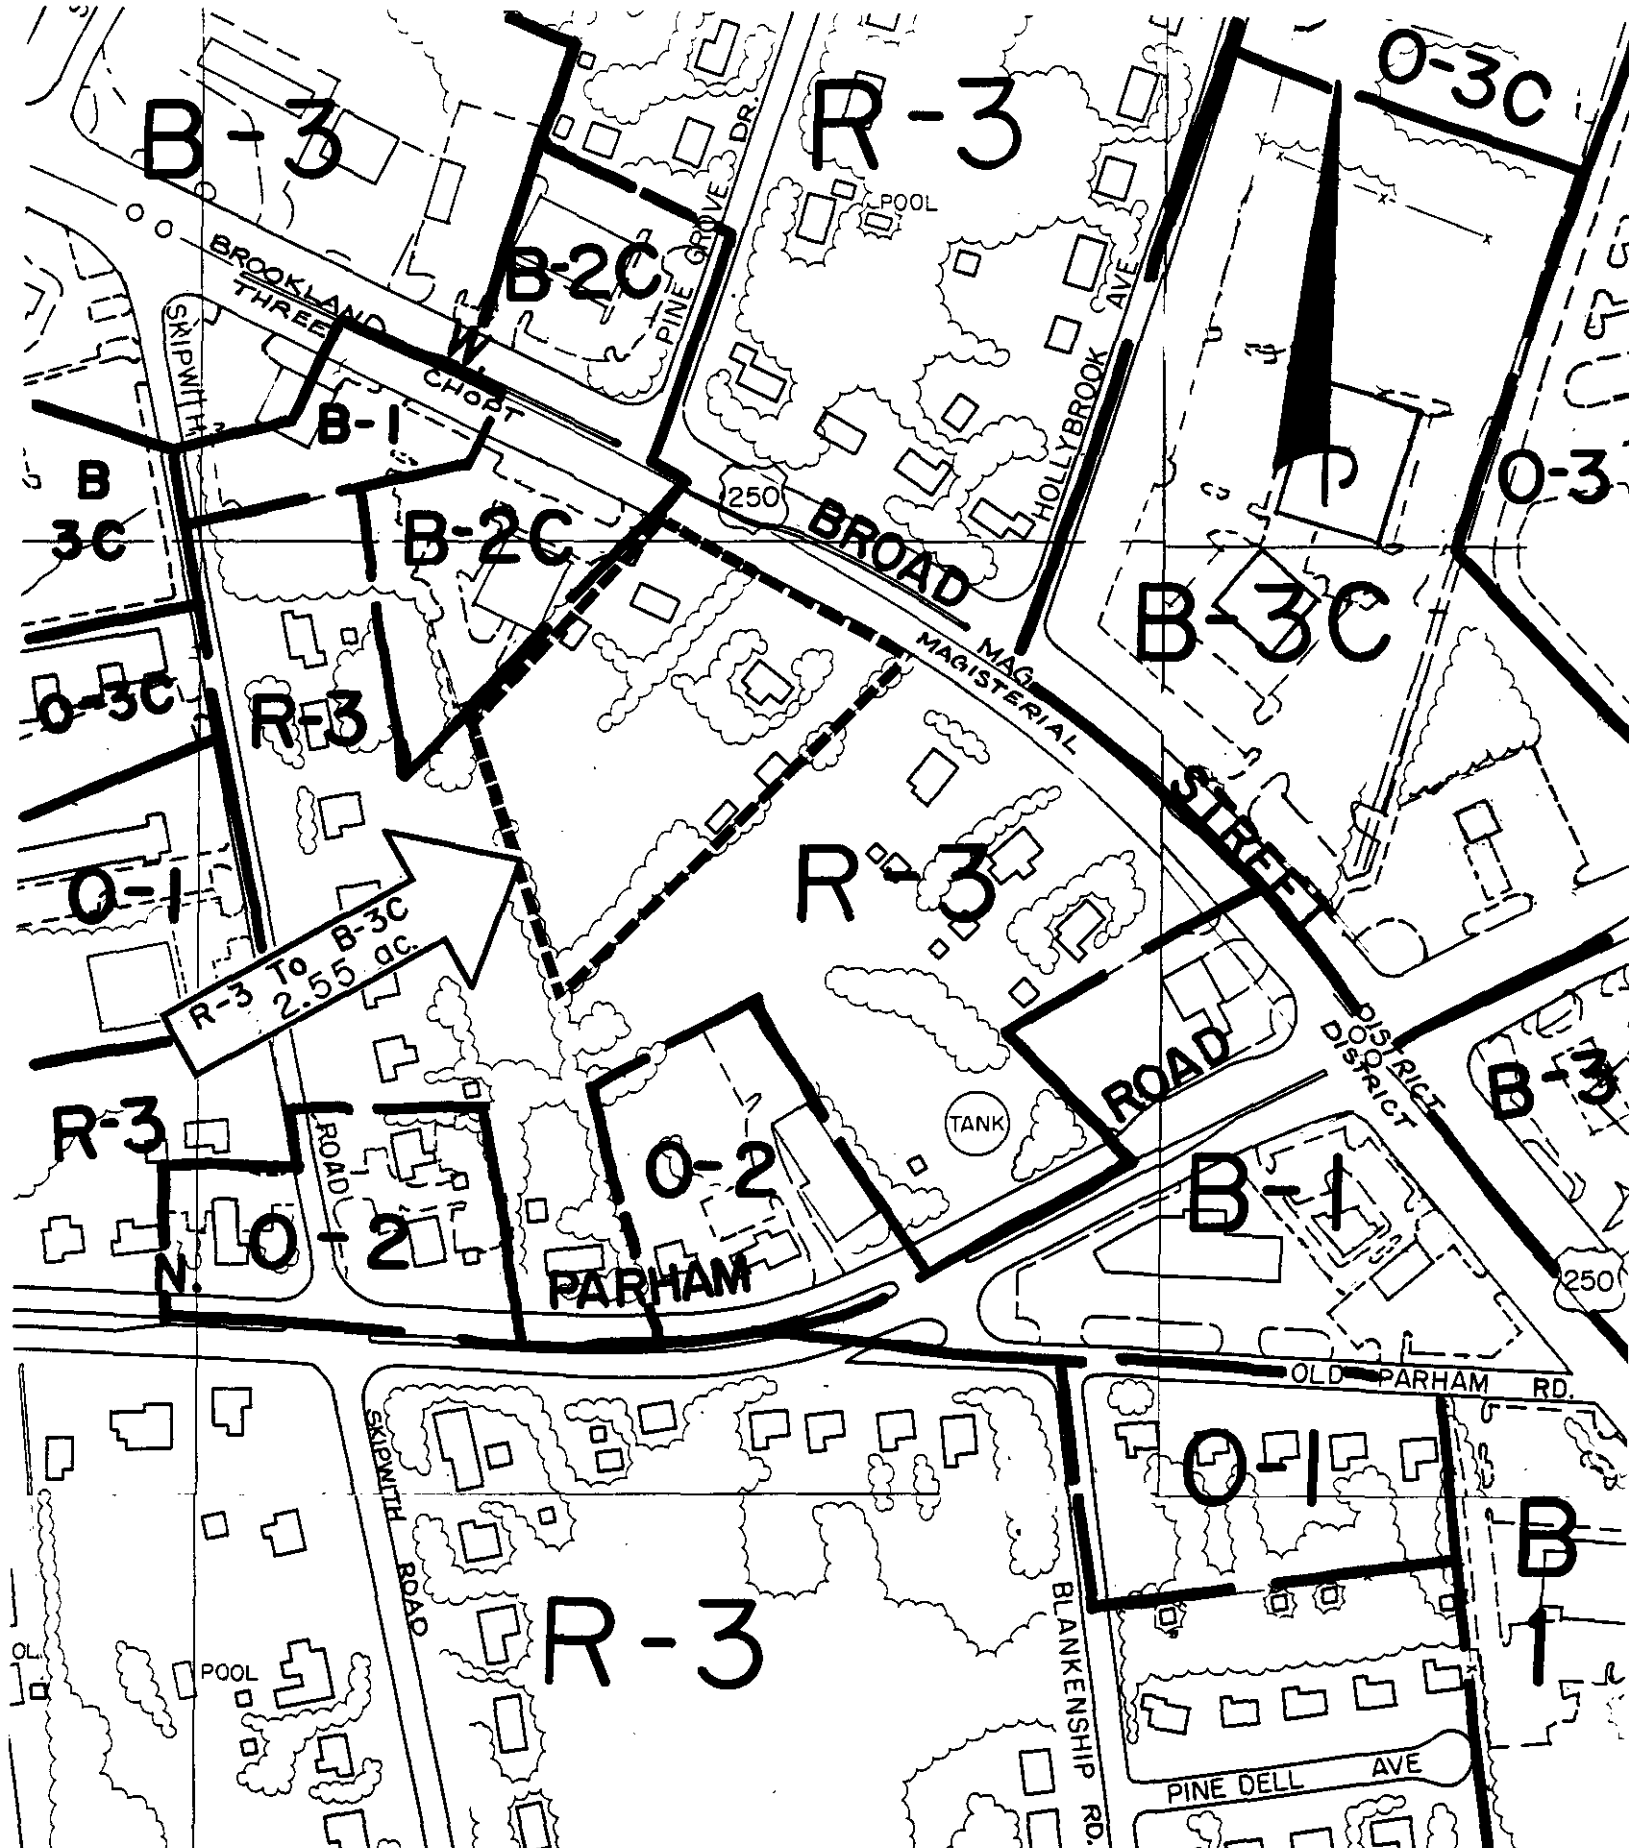 B-3
R-3
O-3C
POOL
PINE GROVE DR.
B-2C
BROOKLAND
THREE
W.
CHOPT
SKIPWITH
HOLLYBROOK AVE
B-1
B
3C
B-2C
250
BROAD
O-3
B-3C
MAG
MAGISTERIAL
O-3C
R-3
STREET
R-3
O-1
R-3 To B-3C
2.55 ac.
DISTRICT
DISTRICT
B-3
ROAD
TANK
R-3
ROAD
O-2
B-1
O-2
N.
PARHAM
250
OLD PARHAM RD.
SKIPWITH ROAD
O-1
B
1
R-3
OL
POOL
BLANKENSHIP RD.
PINE DELL AVE